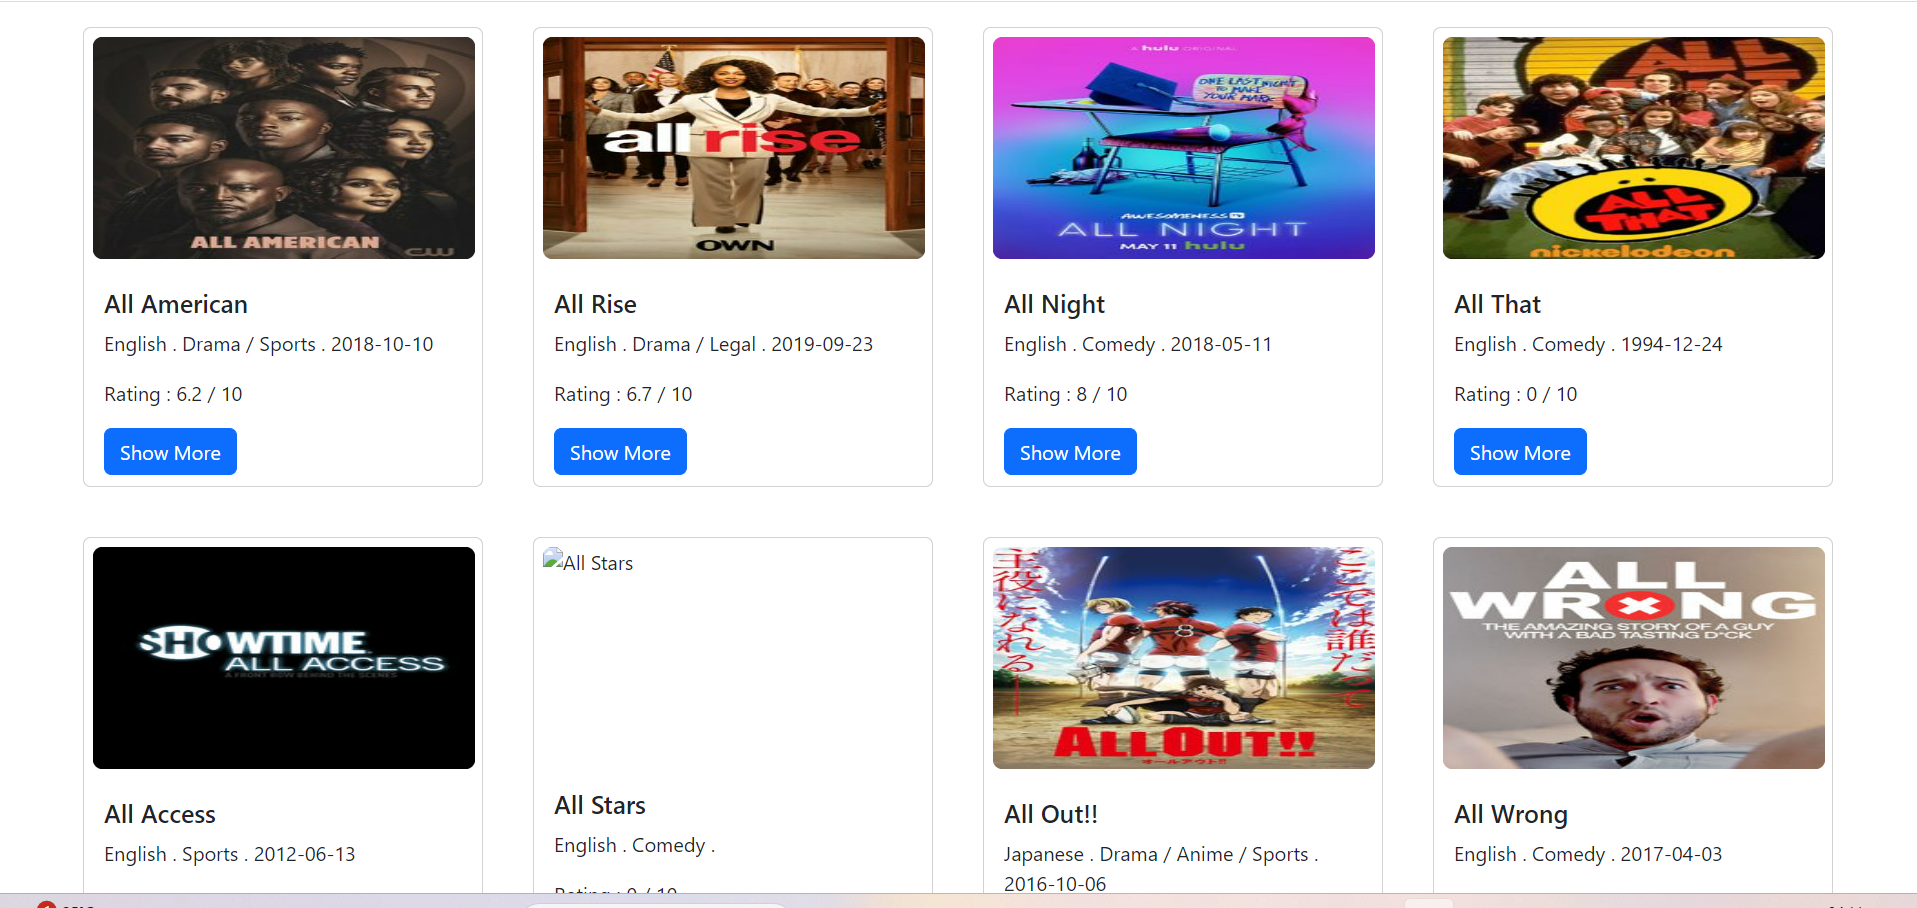 ALL AMERICAN
CW
all rise
OWN
A hulu ORIGINAL
ONE LAST NIGHT
TO MAKE
YOUR MARK
AWESOMENESS TV
ALL NIGHT
MAY 11 hulu
ALL THAT
ALL THAT
nickelodeon
All American
English . Drama / Sports . 2018-10-10
Rating : 6.2 / 10
Show More
All Rise
English . Drama / Legal . 2019-09-23
Rating : 6.7 / 10
Show More
All Night
English . Comedy . 2018-05-11
Rating : 8 / 10
Show More
All That
English . Comedy . 1994-12-24
Rating : 0 / 10
Show More
SHOWTIME
ALL ACCESS
A FRONT ROW BEHIND THE SCENES
All Stars
主役になれる——
ここでは誰だって
8
ALL OUT!!
オールアウト!!
ALL
WRONG
THE AMAZING STORY OF A GUY
WITH A BAD TASTING D*CK
All Access
English . Sports . 2012-06-13
All Stars
English . Comedy .
Rating : 0 / 10
All Out!!
Japanese . Drama / Anime / Sports .
2016-10-06
All Wrong
English . Comedy . 2017-04-03